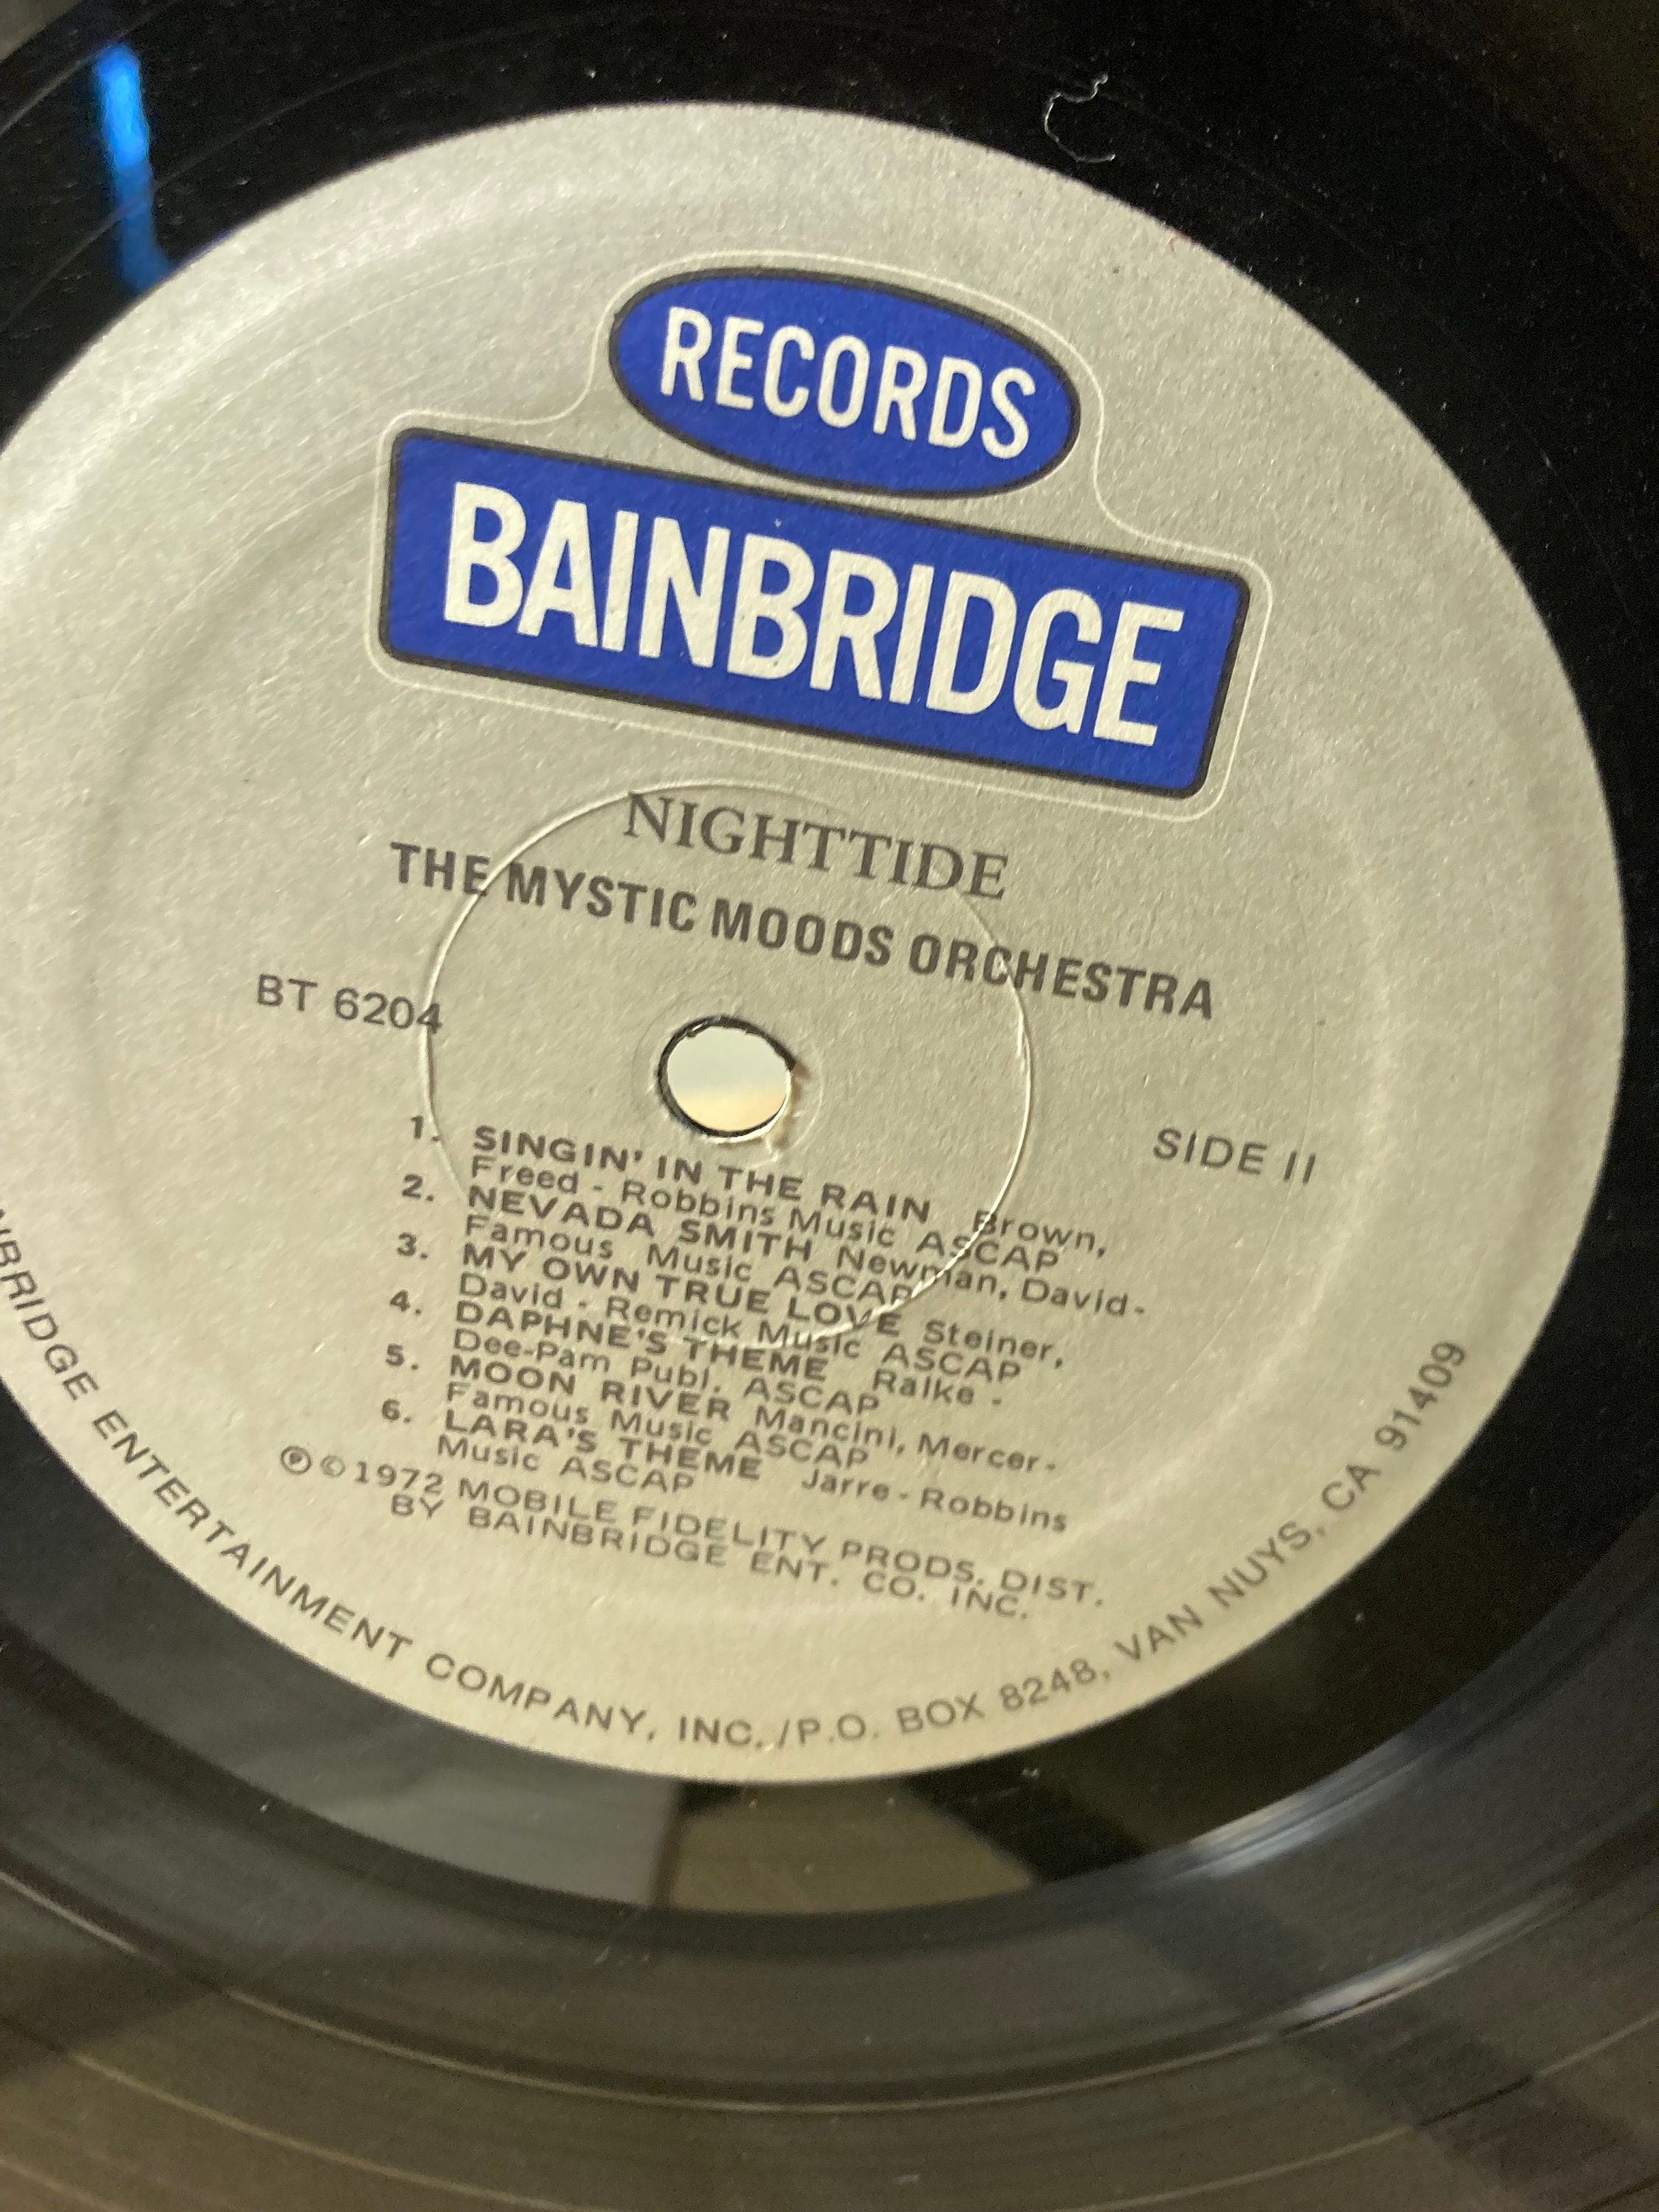 RECORDS
BAINBRIDGE
NIGHTTIDE
THE MYSTIC MOODS ORCHESTRA
BT 6204
SIDE II
1. SINGIN' IN THE RAIN Brown,
Freed - Robbins Music ASCAP
2. NEVADA SMITH Newman, David-
Famous Music ASCAP
3. MY OWN TRUE LOVE Steiner,
David - Remick Music ASCAP
4. DAPHNE'S THEME Ralke -
Dee-Pam Publ. ASCAP
5. MOON RIVER Mancini, Mercer-
Famous Music ASCAP
6. LARA'S THEME Jarre-Robbins
Music ASCAP
℗©1972 MOBILE FIDELITY PRODS. DIST.
BY BAINBRIDGE ENT. CO. INC.
NBRIDGE ENTERTAINMENT COMPANY, INC./P.O. BOX 8248, VAN NUYS, CA 91409